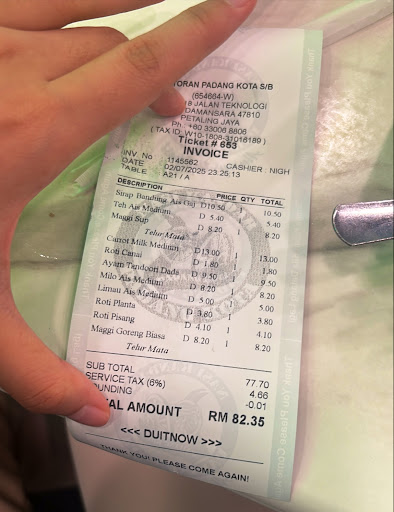 TORAN PADANG KOTA S/B
(654664-W)
18 JALAN TEKNOLOGI
DAMANSARA 47810
PETALING JAYA
Ph. +60 33006 8806
( TAX ID_W10-1808-31016189 )
Ticket # 653
INVOICE
INV. No : 1145562
DATE : 02/07/2025 23:25:13 CASHIER : NIGH
TABLE : A21 / A
DESCRIPTION PRICE QTY TOTAL
Sirap Bandung Ais D10.50 1 10.50
Teh Ais Medium D 5.40 1 5.40
Maggi Sup D 8.20 1 8.20
Telur Mata
Carrot Milk Medium D13.00 1 13.00
Roti Canai D 1.80 1 1.80
Ayam Tandoori Dada D 9.50 1 9.50
Milo Ais Medium D 8.20 1 8.20
Limau Ais Medium D 5.00 5.00
Roti Planta D 3.80 1 3.80
Roti Pisang D 4.10 1 4.10
Maggi Goreng Biasa D 8.20 1 8.20
Telur Mata
SUB TOTAL 77.70
SERVICE TAX (6%) 4.66
OUNDING -0.01
TAL AMOUNT RM 82.35
<<< DUITNOW >>>
THANK YOU! PLEASE COME AGAIN!